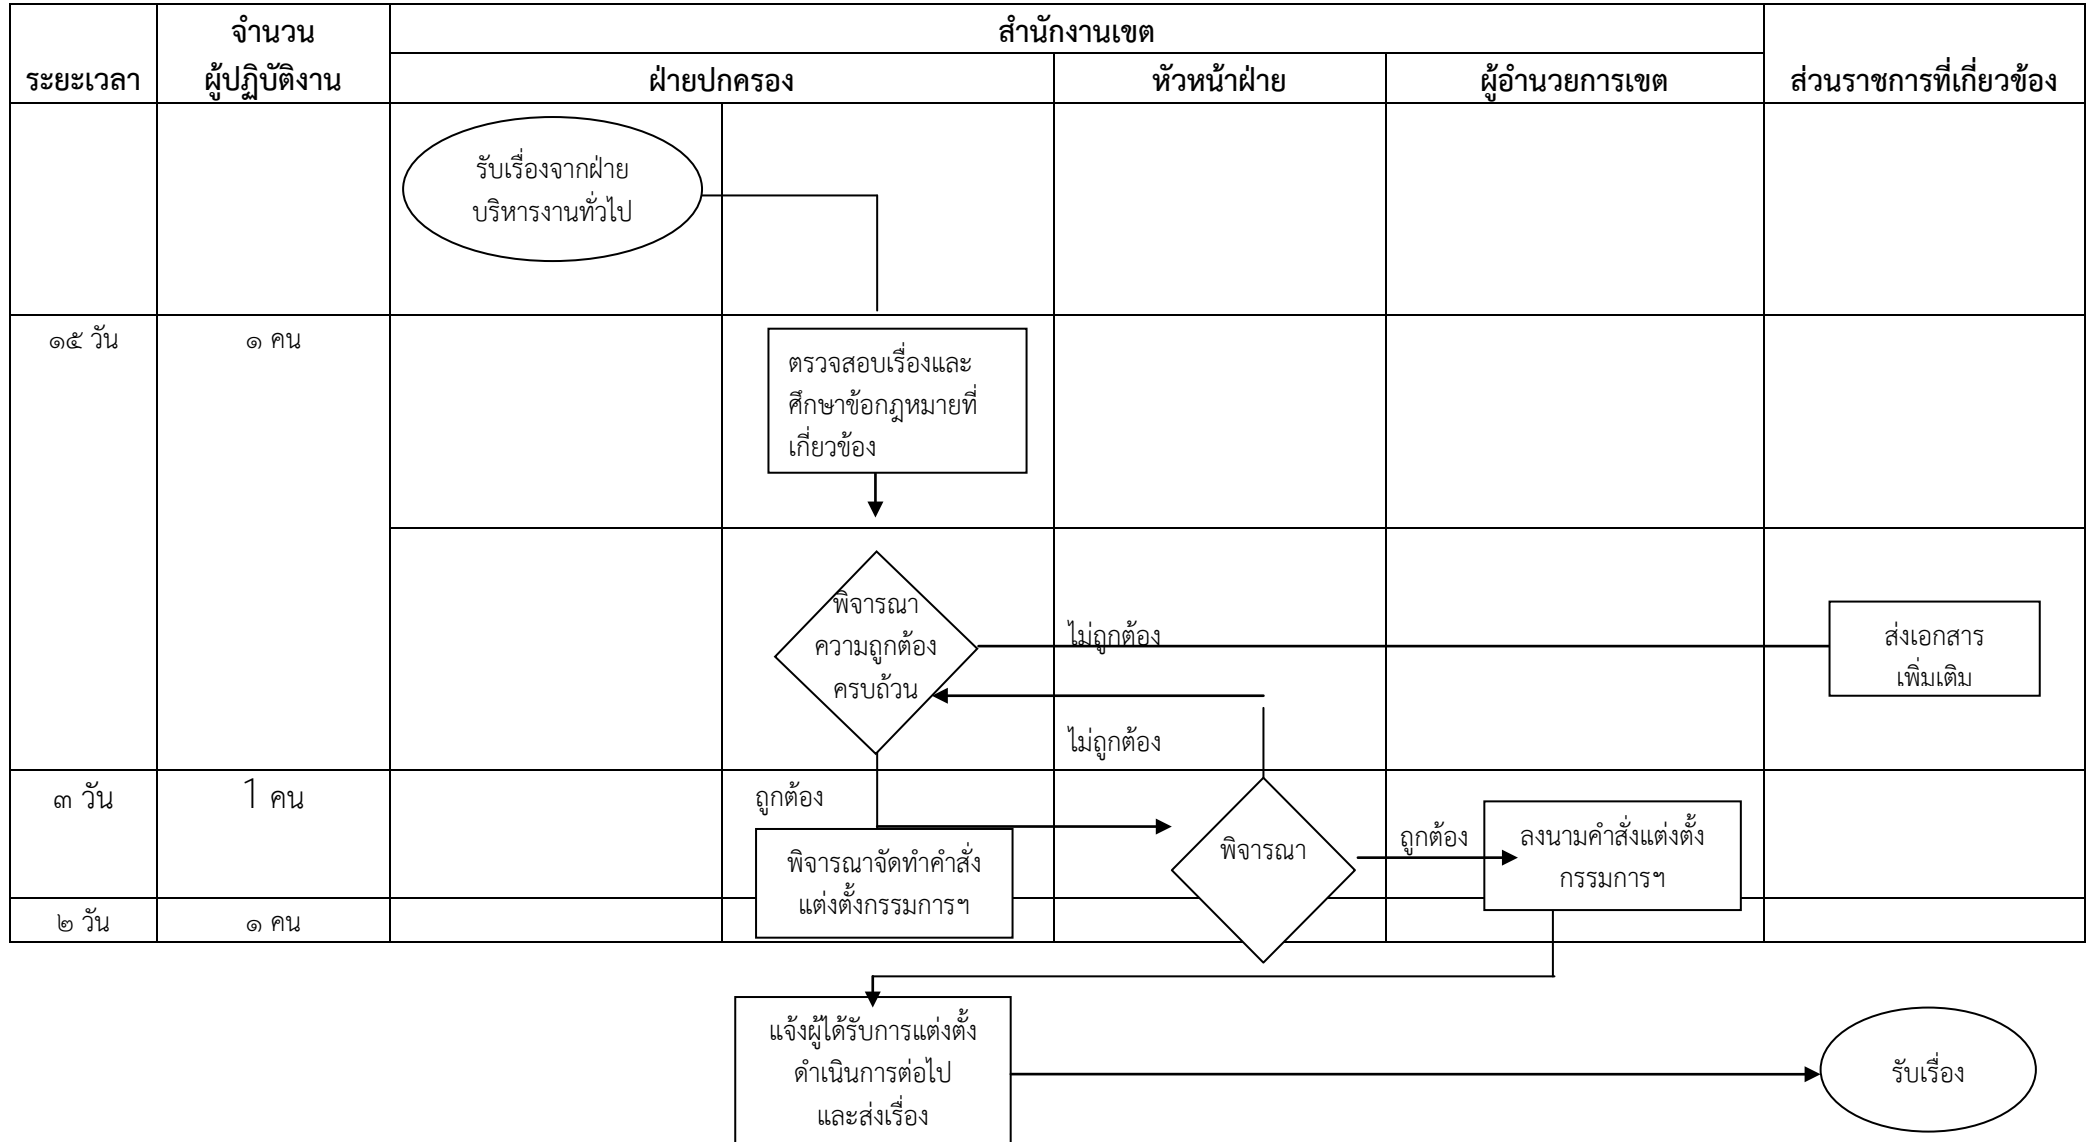 ระยะเวลา
จำนวน
ผู้ปฏิบัติงาน
สำนักงานเขต
ฝ่ายปกครอง
หัวหน้าฝ่าย
ผู้อำนวยการเขต
ส่วนราชการที่เกี่ยวข้อง
รับเรื่องจากฝ่าย
บริหารงานทั่วไป
๑๕ วัน
๑ คน
ตรวจสอบเรื่องและ
ศึกษาข้อกฎหมายที่
เกี่ยวข้อง
พิจารณา
ความถูกต้อง
ครบถ้วน
ไม่ถูกต้อง
ส่งเอกสาร
เพิ่มเติม
ไม่ถูกต้อง
๓ วัน
1 คน
ถูกต้อง
พิจารณาจัดทำคำสั่ง
แต่งตั้งกรรมการฯ
พิจารณา
ถูกต้อง
ลงนามคำสั่งแต่งตั้ง
กรรมการฯ
๒ วัน
๑ คน
แจ้งผู้ได้รับการแต่งตั้ง
ดำเนินการต่อไป
และส่งเรื่อง
รับเรื่อง